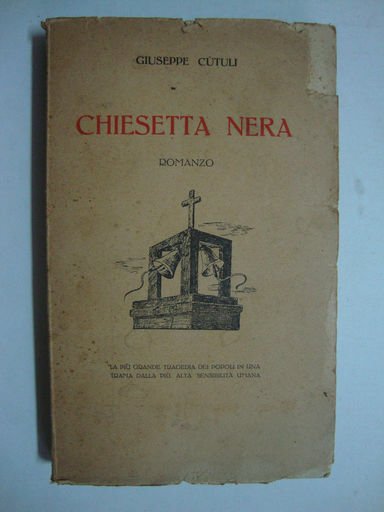 GIUSEPPE CÙTULI
CHIESETTA NERA
ROMANZO
LA PIÙ GRANDE TRAGEDIA DEI POPOLI IN UNA
TRAMA DALLA PIÙ ALTA SENSIBILITÀ UMANA